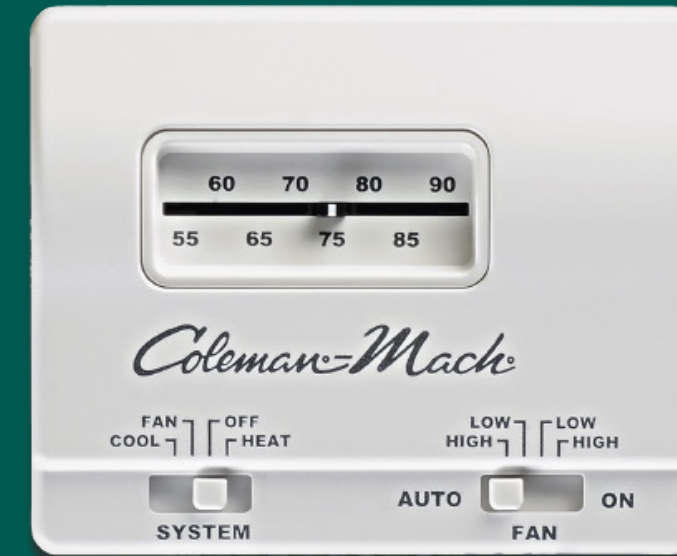 60 70 80 90
55 65 75 85
Coleman-Mach
FAN OFF
COOL HEAT
SYSTEM
LOW LOW
HIGH HIGH
AUTO ON
FAN